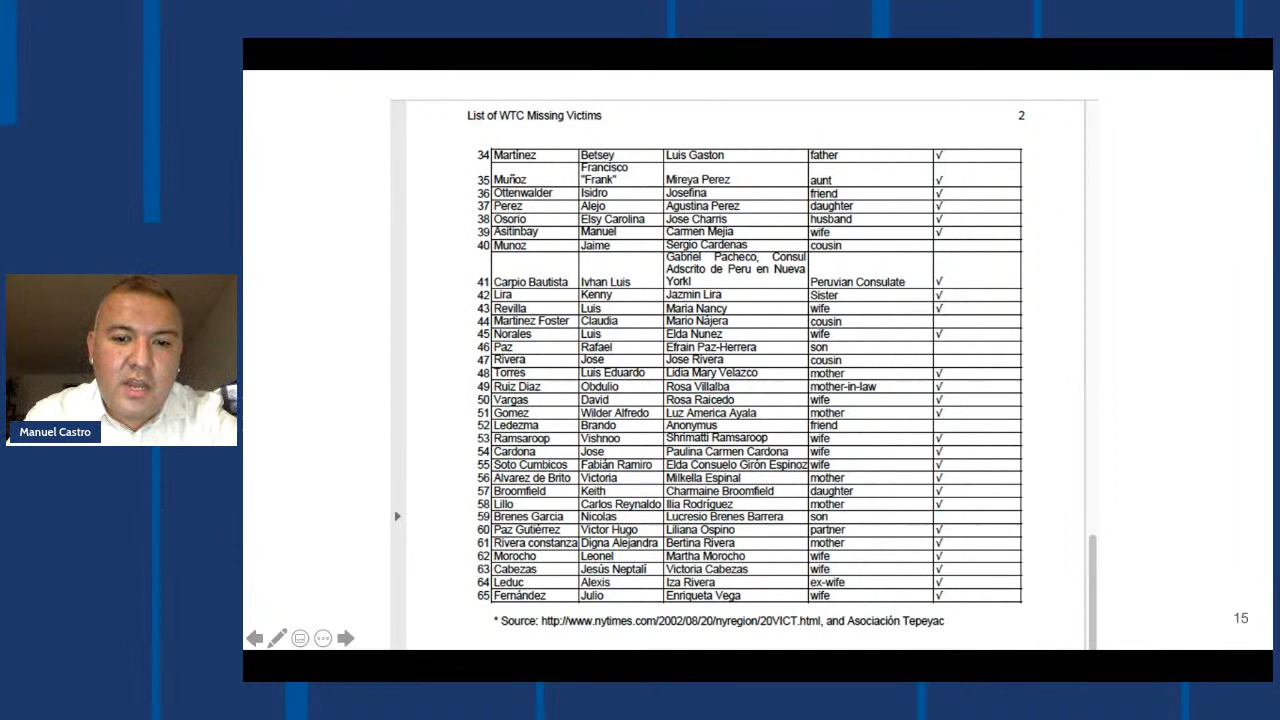 List of WTC Missing Victims 2
34 Martínez Betsey Luis Gaston father √
35 Muñoz Francisco "Frank" Mireya Perez aunt √
36 Ottenwalder Isidro Josefina friend √
37 Perez Alejo Agustina Perez daughter √
38 Osorio Elsy Carolina Jose Charris husband √
39 Asitinbay Manuel Carmen Mejia wife √
40 Munoz Jaime Sergio Cardenas cousin
41 Carpio Bautista Ivhan Luis Gabriel Pacheco, Consul Adscrito de Peru en Nueva Yorkl Peruvian Consulate √
42 Lira Kenny Jazmin Lira Sister √
43 Revilla Luis Maria Nancy wife √
44 Martinez Foster Claudia Mario Nájera cousin
45 Norales Luis Elda Nunez wife √
46 Paz Rafael Efrain Paz-Herrera son
47 Rivera Jose Jose Rivera cousin
48 Torres Luis Eduardo Lidia Mary Velazco mother √
49 Ruiz Diaz Obdulio Rosa Villalba mother-in-law √
50 Vargas David Rosa Raicedo wife √
51 Gomez Wilder Alfredo Luz America Ayala mother √
52 Ledezma Brando Anonymus friend
53 Ramsaroop Vishnoo Shrimatti Ramsaroop wife √
54 Cardona Jose Paulina Carmen Cardona wife √
55 Soto Cumbicos Fabián Ramiro Elda Consuelo Girón Espinoz wife √
56 Alvarez de Brito Victoria Milkella Espinal mother √
57 Broomfield Keith Charmaine Broomfield daughter √
58 Lillo Carlos Reynaldo Ilia Rodríguez mother √
59 Brenes Garcia Nicolas Lucresio Brenes Barrera son
60 Paz Gutiérrez Victor Hugo Liliana Ospino partner √
61 Rivera constanza Digna Alejandra Bertina Rivera mother √
62 Morocho Leonel Martha Morocho wife √
63 Cabezas Jesús Neptalí Victoria Cabezas wife √
64 Leduc Alexis Iza Rivera ex-wife √
65 Fernández Julio Enriqueta Vega wife √
* Source: http://www.nytimes.com/2002/08/20/nyregion/20VICT.html, and Asociación Tepeyac
15
Manuel Castro